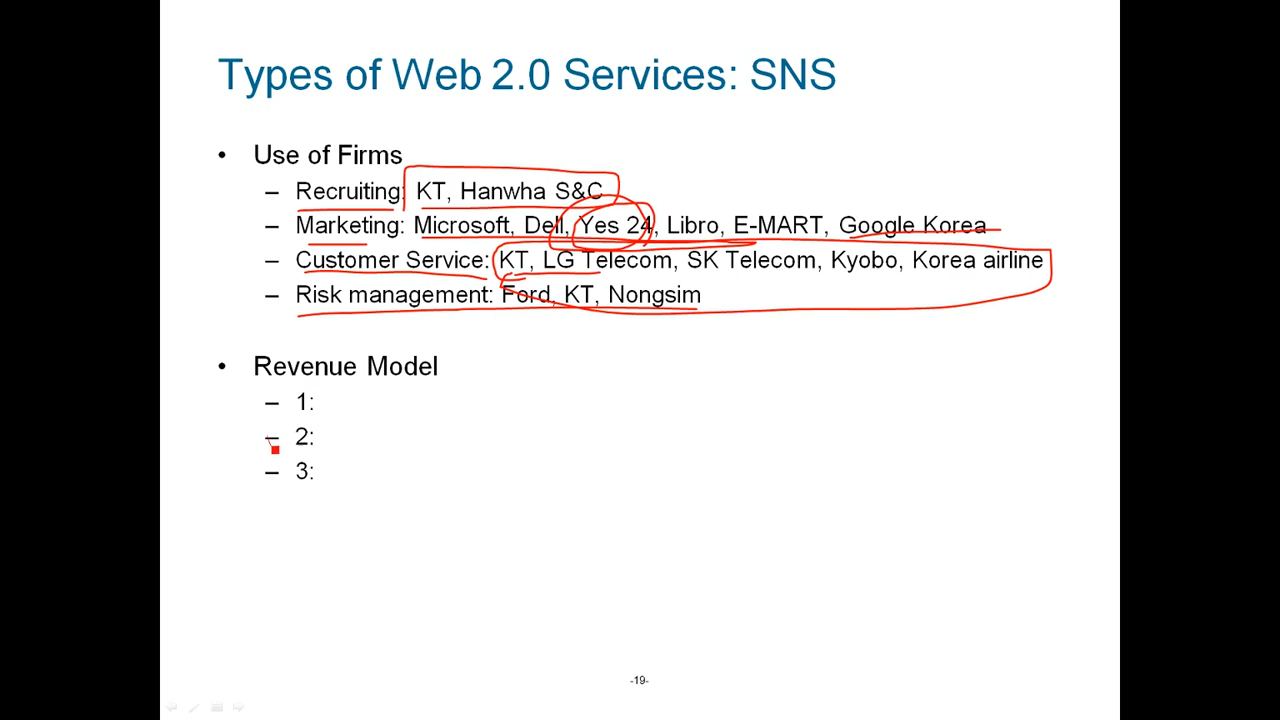 Types of Web 2.0 Services: SNS
• Use of Firms
– Recruiting: KT, Hanwha S&C
– Marketing: Microsoft, Dell, Yes 24, Libro, E-MART, Google Korea
– Customer Service: KT, LG Telecom, SK Telecom, Kyobo, Korea airline
– Risk management: Ford, KT, Nongsim
• Revenue Model
– 1:
– 2:
– 3:
-19-